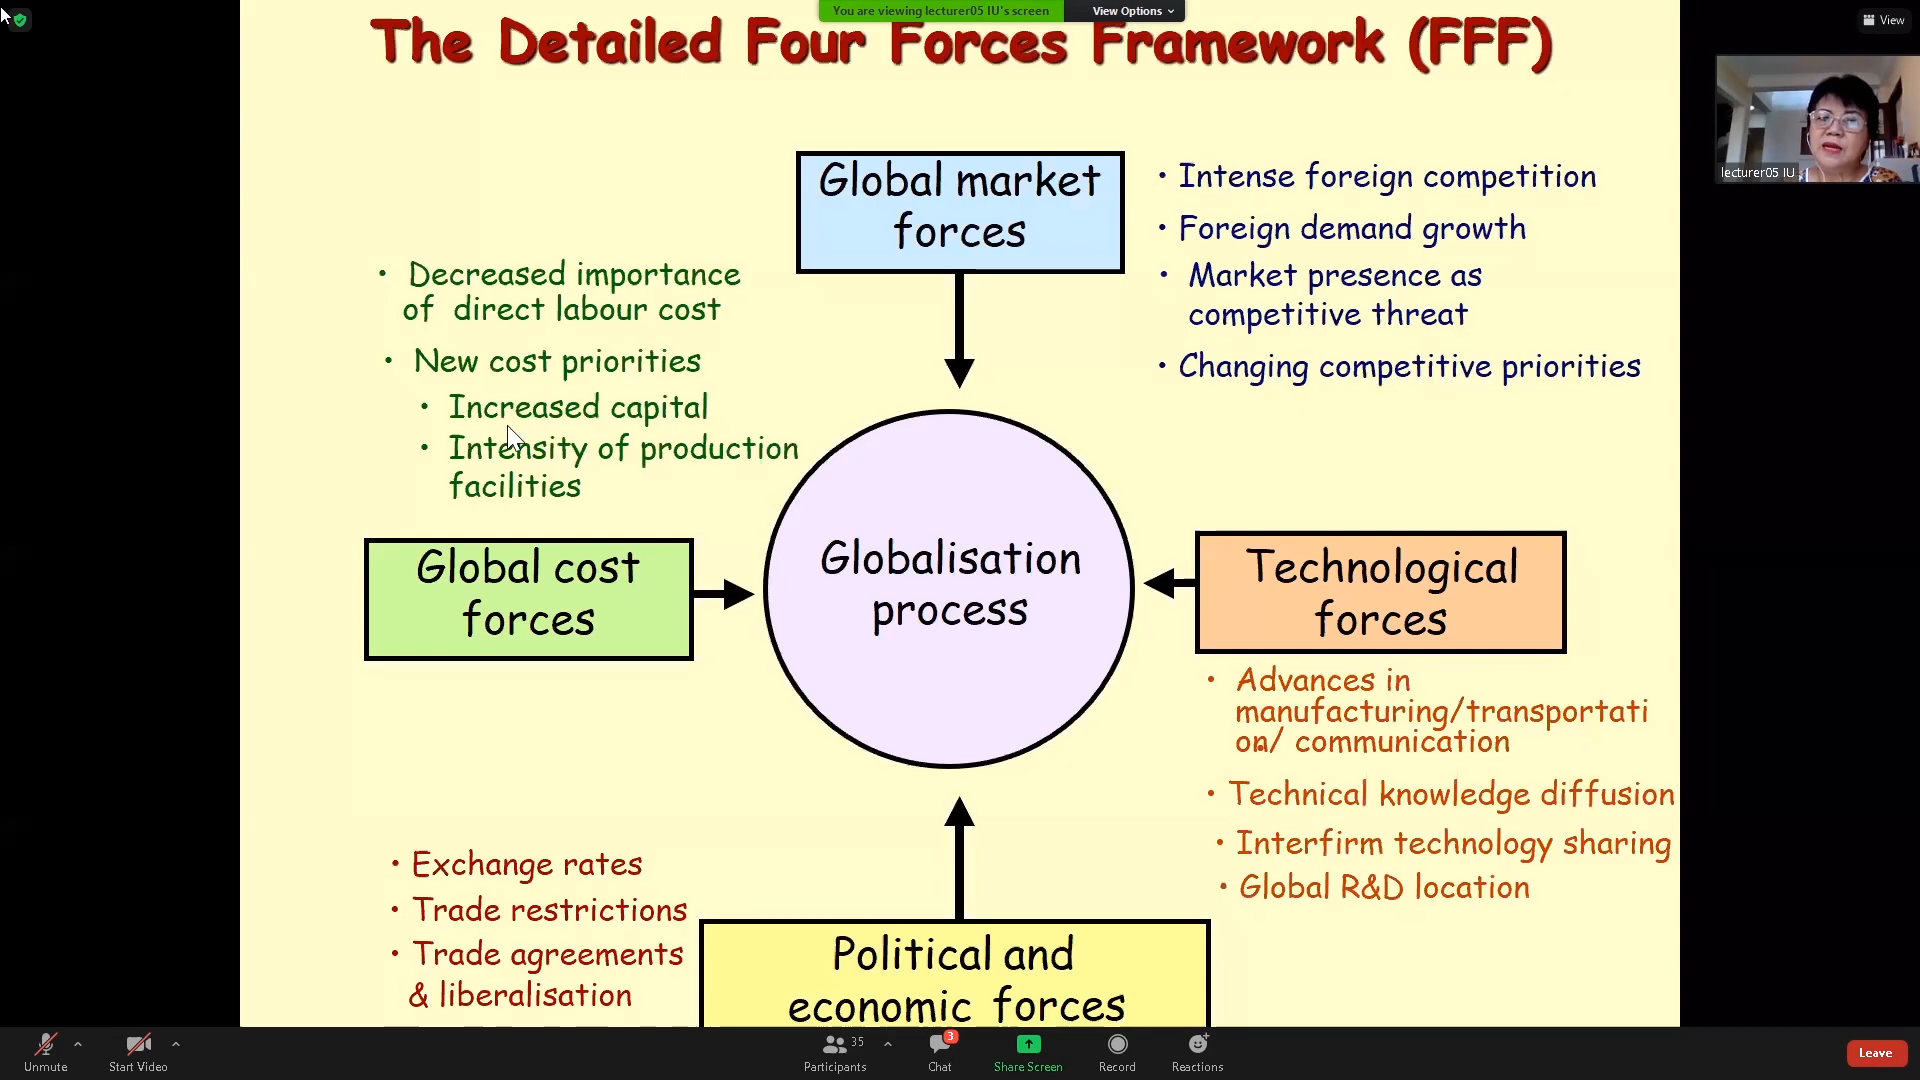 You are viewing lecturer05 IU's screen
View Options
View
The Detailed Four Forces Framework (FFF)
lecturer05 IU
Global market
forces
• Intense foreign competition
• Foreign demand growth
• Market presence as
competitive threat
• Changing competitive priorities
• Decreased importance
of direct labour cost
• New cost priorities
• Increased capital
• Intensity of production
facilities
Global cost
forces
Globalisation
process
Technological
forces
• Advances in
manufacturing/transportati
on/ communication
• Technical knowledge diffusion
• Interfirm technology sharing
• Global R&D location
• Exchange rates
• Trade restrictions
• Trade agreements
& liberalisation
Political and
economic forces
Unmute
Start Video
Participants
35
Chat
3
Share Screen
Record
Reactions
Leave